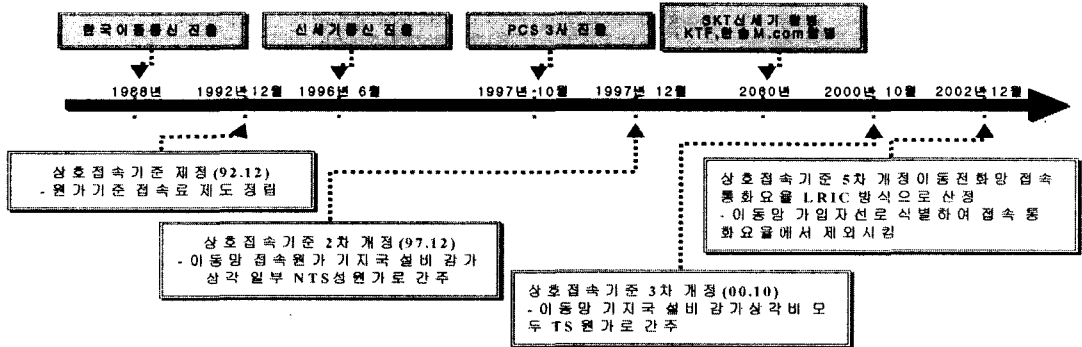 한국이동통신 진출
신세기통신 진출
PCS 3사 진출
SKT신세기 합병
KTF,한솔M.com합병
1988년
1992년 12월
1996년 6월
1997년 10월
1997년 12월
2000년
2000년 10월
2002년 12월
상호접속기준 제정(92.12)
- 원가기준 접속료 제도 정립
상호접속기준 2차 개정(97.12)
- 이동망 접속원가 기지국 설비 감가
상각 일부 NTS성원가로 간주
상호접속기준 3차 개정(00.10)
- 이동망 기지국 설비 감가상각비 모
두 TS 원가로 간주
상호접속기준 5차 개정이동전화망 접속
통화요율 LRIC 방식으로 산정
- 이동망 가입자선로 식별하여 접속 통
화요율에서 제외시킴